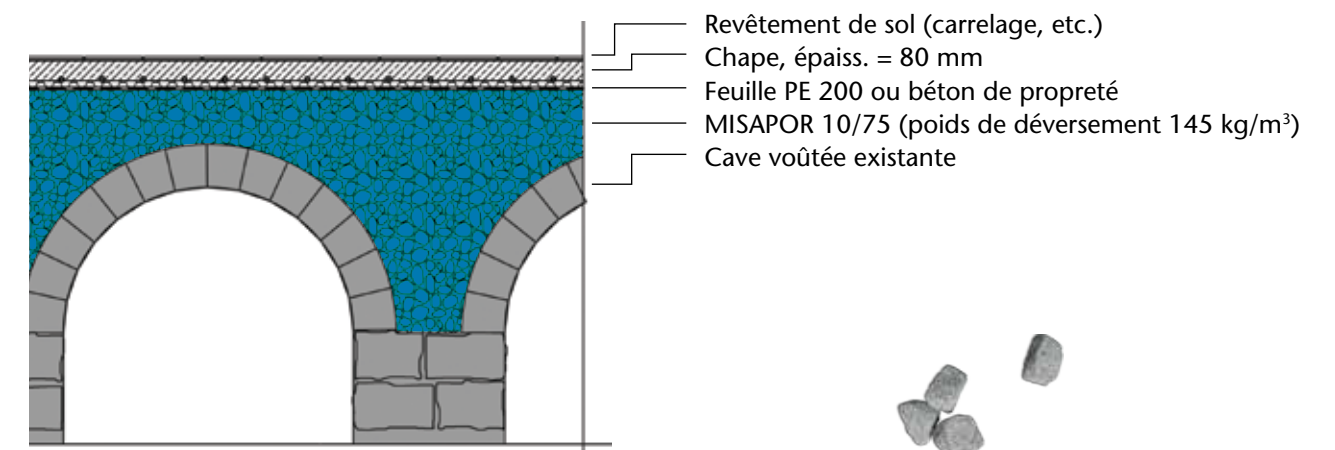 Revêtement de sol (carrelage, etc.)
Chape, épaiss. = 80 mm
Feuille PE 200 ou béton de propreté
MISAPOR 10/75 (poids de déversement 145 kg/m³)
Cave voûtée existante